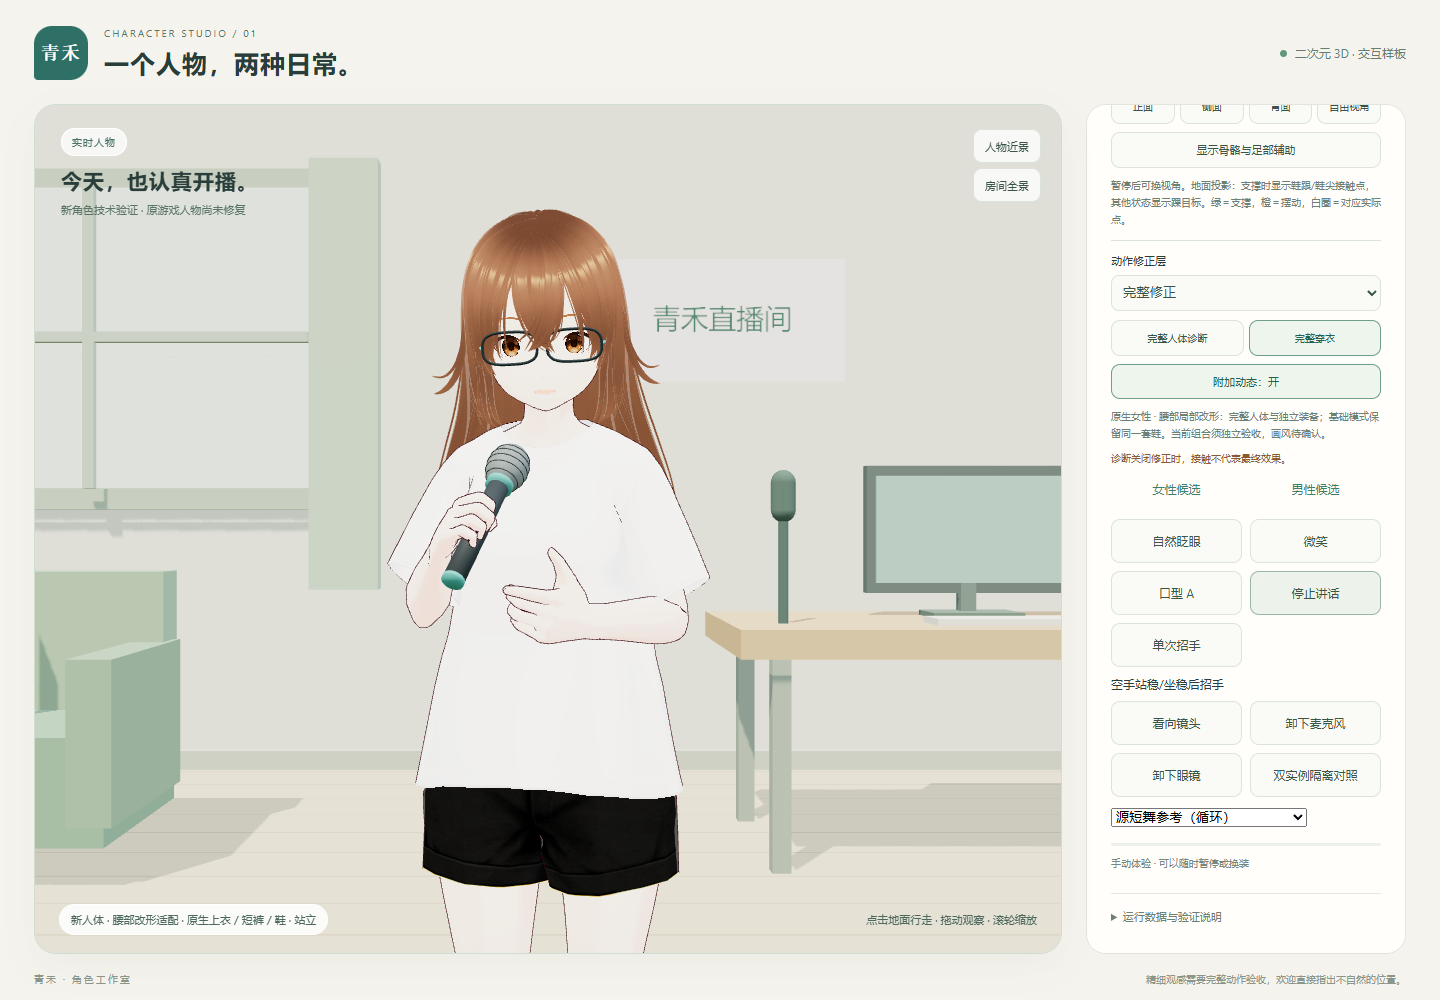 青禾
CHARACTER STUDIO / 01
一个人物，两种日常。
二次元 3D · 交互样板
实时人物
今天，也认真开播。
新角色技术验证 · 原游戏人物尚未修复
人物近景
房间全景
青禾直播间
新人体 · 腰部改形适配 · 原生上衣 / 短裤 / 鞋 · 站立
点击地面行走 · 拖动观察 · 滚轮缩放
正面
侧面
背面
自由视角
显示骨骼与足部辅助
暂停后可换视角。地面投影：支撑时显示鞋跟/鞋尖接触点，
其他状态显示踝目标。绿＝支撑，橙＝摆动，白圈＝对应实际
点。
动作修正层
完整修正
完整人体诊断
完整穿衣
附加动态：开
原生女性 · 腰部局部改形：完整人体与独立装备；基础模式保
留同一套鞋。当前组合须独立验收，画风待确认。
诊断关闭修正时，接触不代表最终效果。
女性候选
男性候选
自然眨眼
微笑
口型 A
停止讲话
单次招手
空手站稳/坐稳后招手
看向镜头
卸下麦克风
卸下眼镜
双实例隔离对照
源短舞参考（循环）
手动体验 · 可以随时暂停或换装
运行数据与验证说明
青禾 · 角色工作室
精细观感需要完整动作验收，欢迎直接指出不自然的位置。